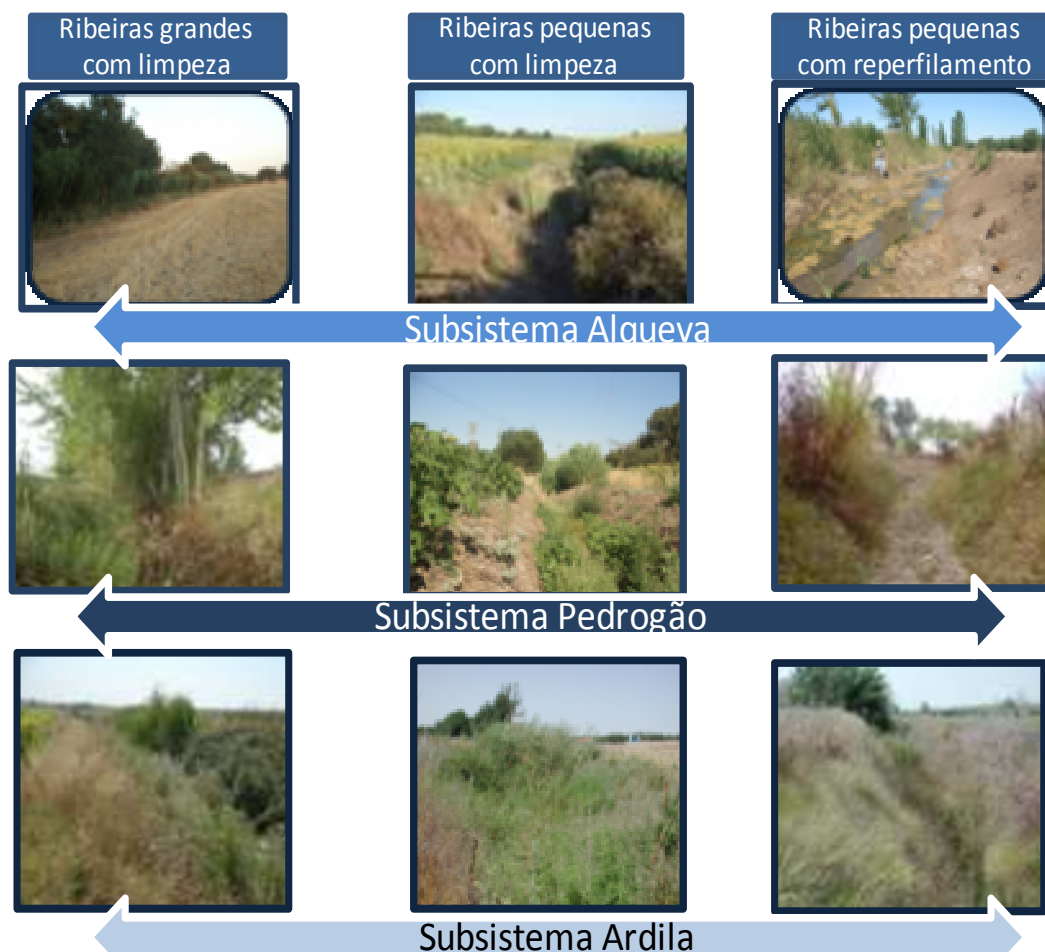 Ribeiras grandes
com limpeza
Ribeiras pequenas
com limpeza
Ribeiras pequenas
com reperfilamento
Subsistema Alqueva
Subsistema Pedrogão
Subsistema Ardila